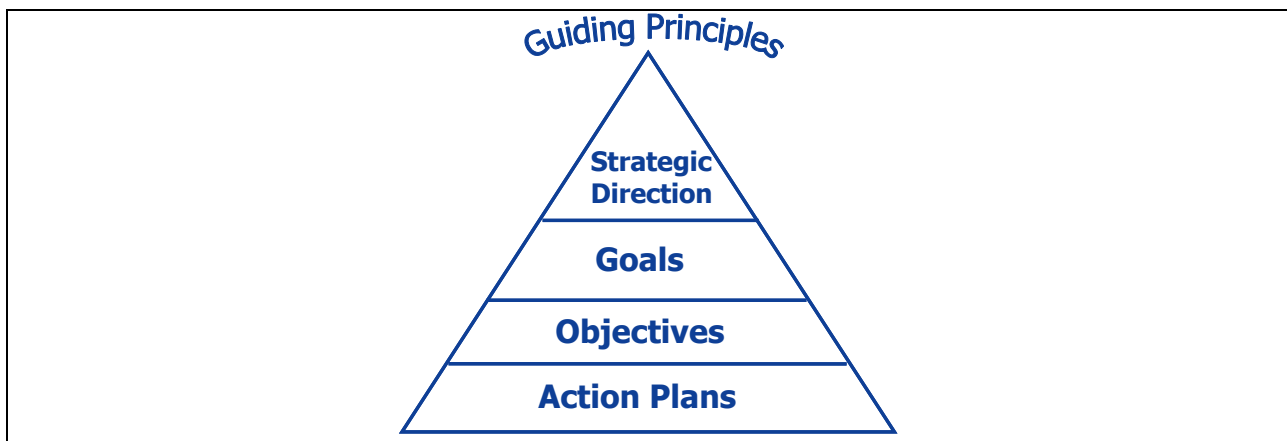 Guiding Principles
Strategic
Direction
Goals
Objectives
Action Plans